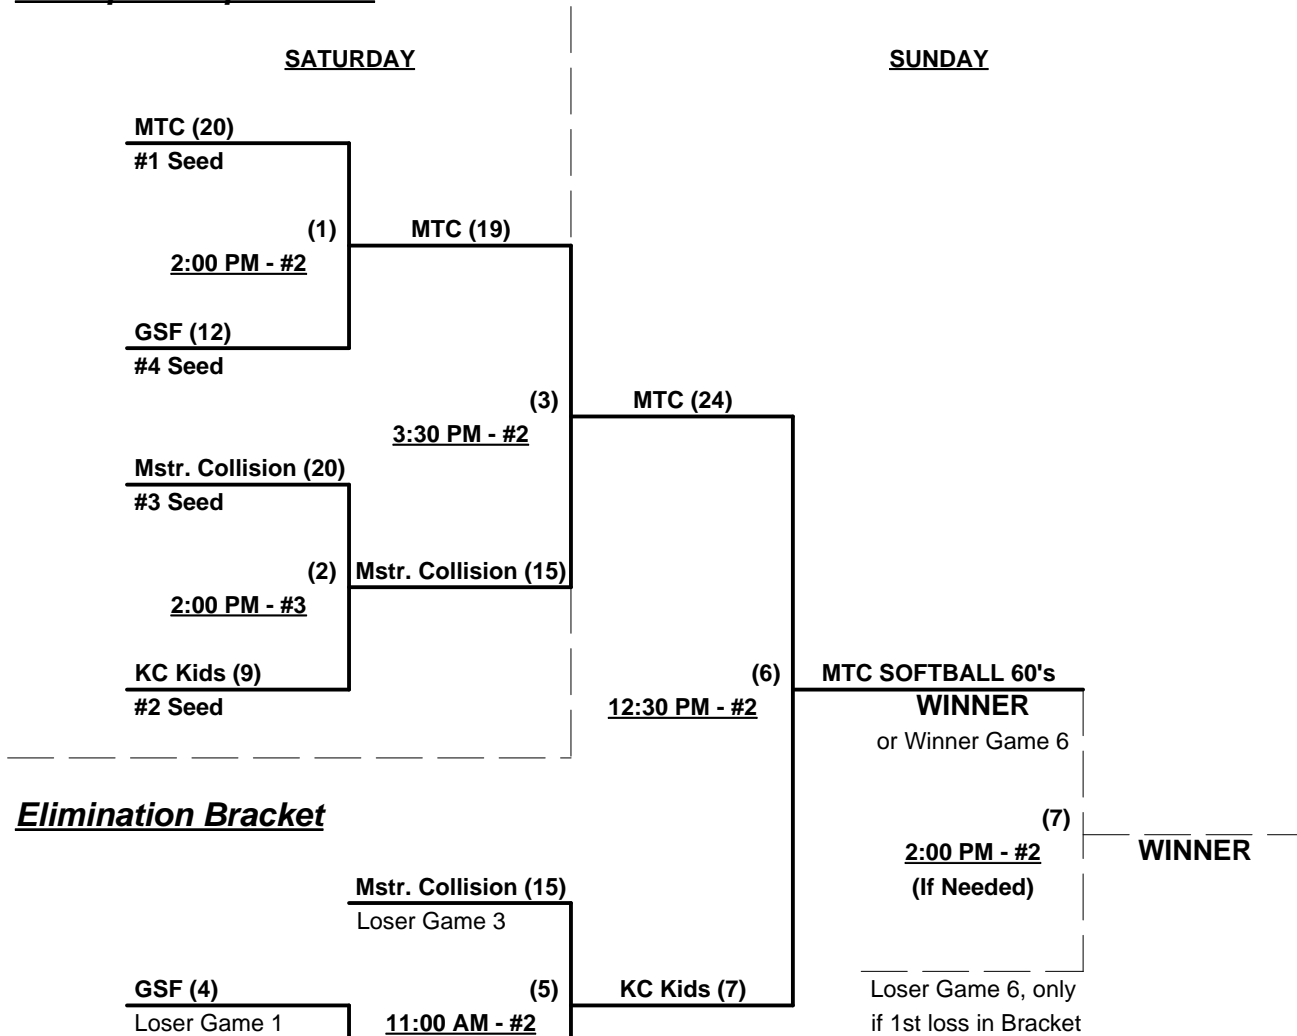 SATURDAY
SUNDAY
MTC (20)
#1 Seed
(1)
MTC (19)
2:00 PM - #2
GSF (12)
#4 Seed
(3)
MTC (24)
3:30 PM - #2
Mstr. Collision (20)
#3 Seed
(2)
Mstr. Collision (15)
2:00 PM - #3
KC Kids (9)
#2 Seed
(6)
MTC SOFTBALL 60's
12:30 PM - #2
WINNER
or Winner Game 6
Elimination Bracket
(7)
2:00 PM - #2
WINNER
(If Needed)
Mstr. Collision (15)
Loser Game 3
GSF (4)
(5)
KC Kids (7)
Loser Game 6, only
Loser Game 1
11:00 AM - #2
if 1st loss in Bracket